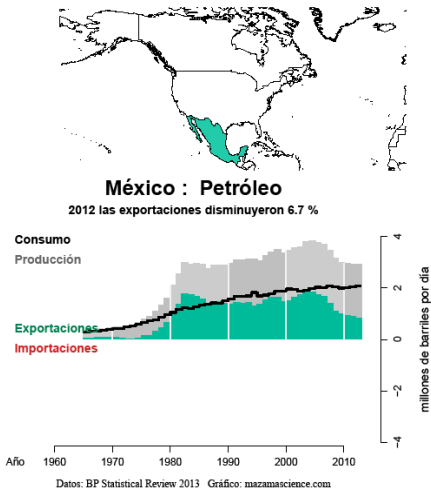 México : Petróleo
2012 las exportaciones disminuyeron 6.7 %
Consumo
Producción
Exportaciones
Importaciones
4
2
0
-2
-4
millones de barriles por día
Año 1960 1970 1980 1990 2000 2010
Datos: BP Statistical Review 2013 Gráfico: mazamascience.com